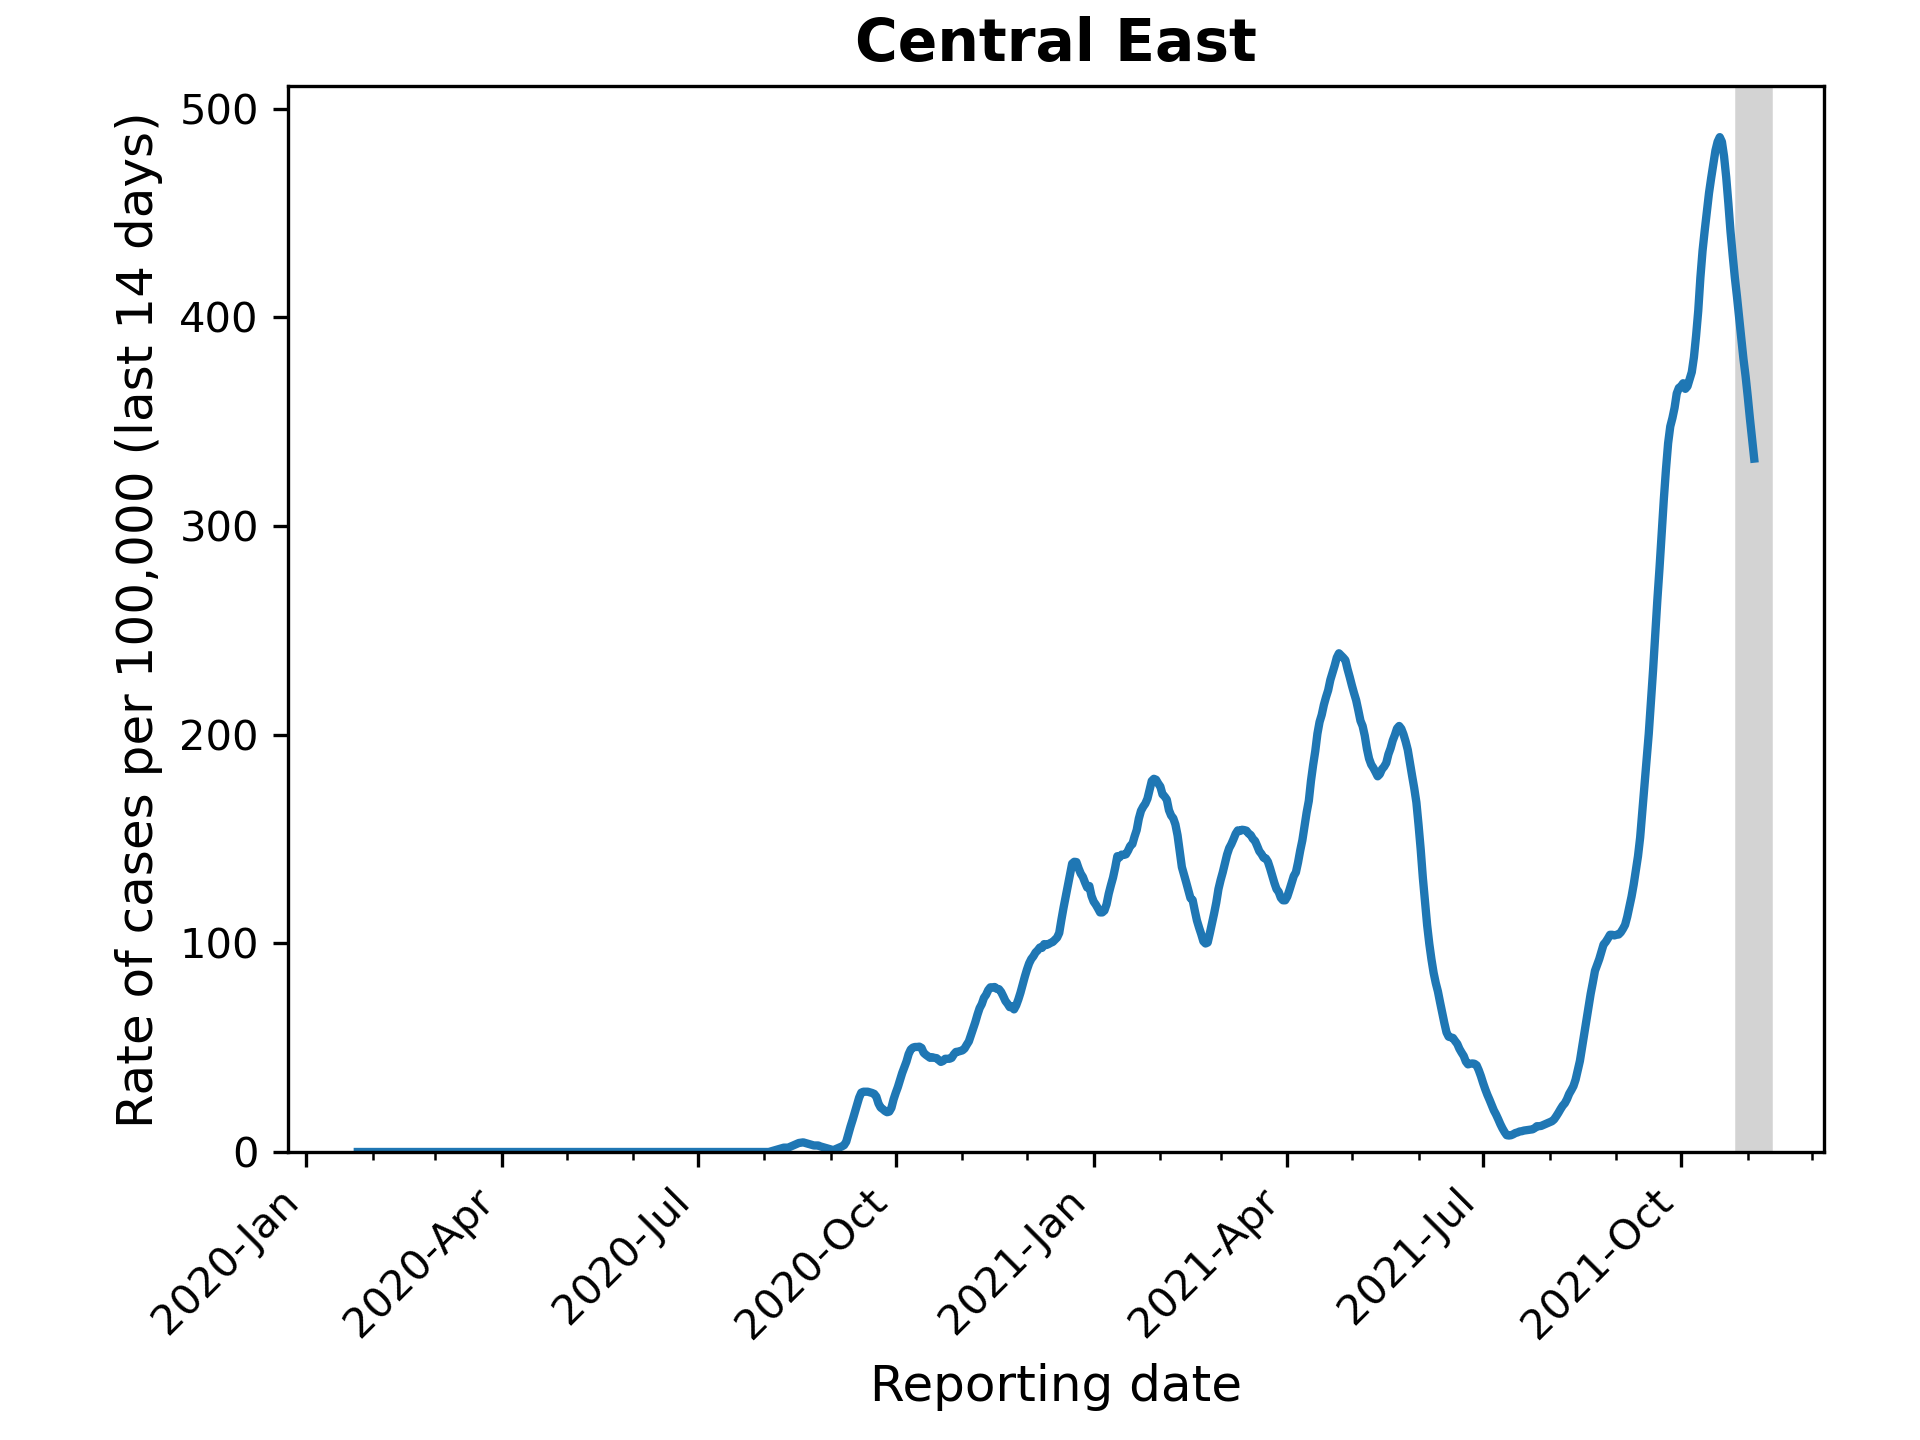 Central East
Rate of cases per 100,000 (last 14 days)
500
400
300
200
100
0
2020-Jan
2020-Apr
2020-Jul
2020-Oct
2021-Jan
2021-Apr
2021-Jul
2021-Oct
Reporting date